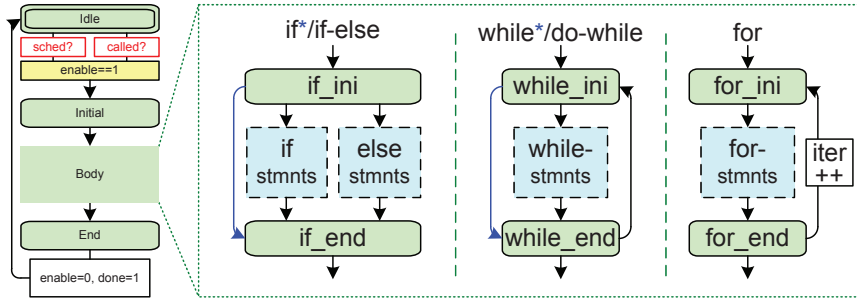 Idle
sched? called?
enable==1
Initial
Body
End
enable=0, done=1
if*/if-else
if_ini
if else
stmnts stmnts
if_end
while*/do-while
while_ini
while-
stmnts
while_end
for
for_ini
for-
stmnts
iter
++
for_end